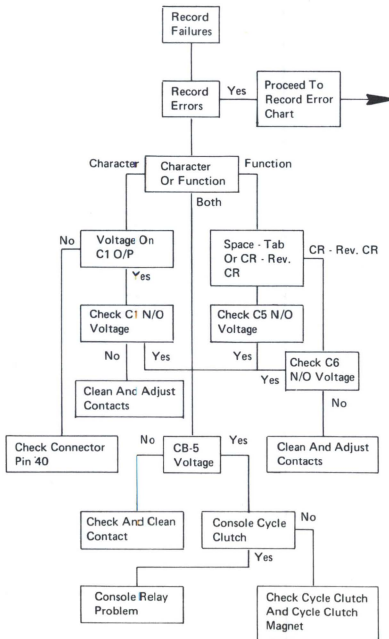 Record
Failures
Record
Errors
Yes
Proceed To
Record Error
Chart
Character
Character
Or Function
Function
Both
No
Voltage On
C1 O/P
Yes
Space - Tab
Or CR - Rev.
CR
CR - Rev. CR
Check C1 N/O
Voltage
Check C5 N/O
Voltage
No
Yes
Yes
Yes
Check C6
N/O Voltage
No
Clean And Adjust
Contacts
Check Connector
Pin 40
No
CB-5
Voltage
Yes
Clean And Adjust
Contacts
Check And Clean
Contact
Console Cycle
Clutch
No
Yes
Console Relay
Problem
Check Cycle Clutch
And Cycle Clutch
Magnet